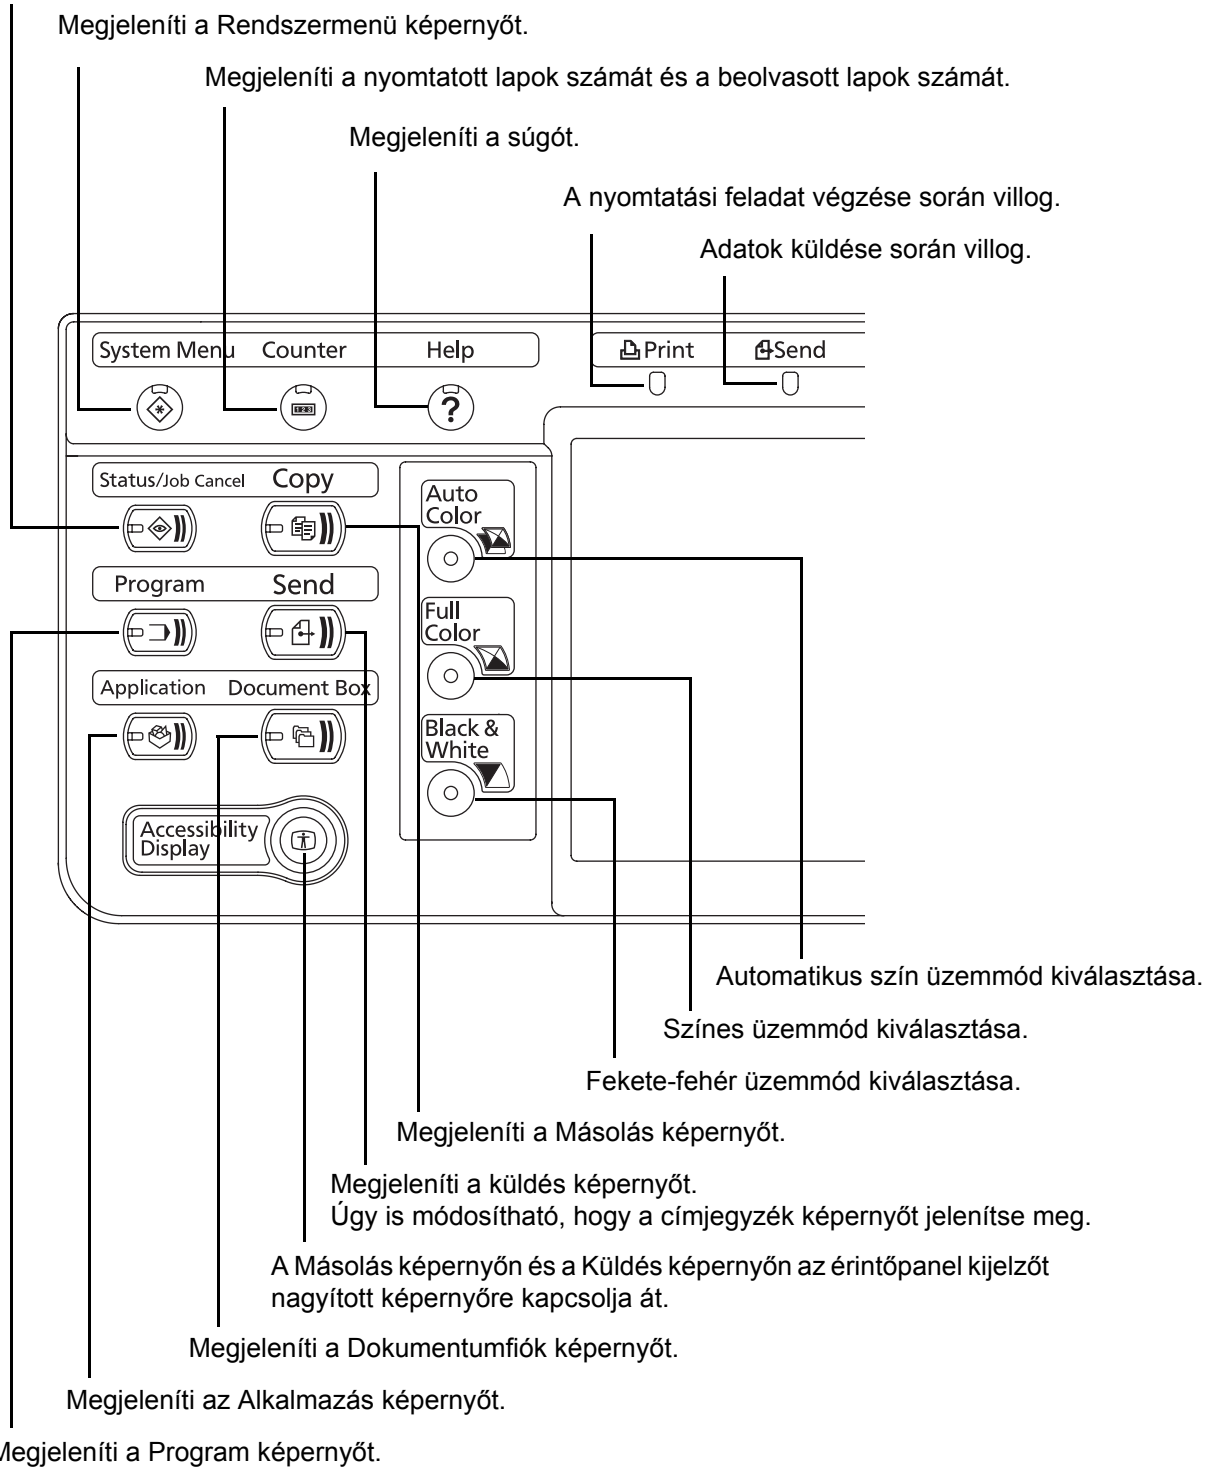 Megjeleníti a Rendszermenü képernyőt.
Megjeleníti a nyomtatott lapok számát és a beolvasott lapok számát.
Megjeleníti a súgót.
A nyomtatási feladat végzése során villog.
Adatok küldése során villog.
System Menu Counter Help
Print Send
?
123
Status/Job Cancel Copy
Program Send
Application Document Box
Auto
Color
Full
Color
Black &
White
Accessibility
Display
Automatikus szín üzemmód kiválasztása.
Színes üzemmód kiválasztása.
Fekete-fehér üzemmód kiválasztása.
Megjeleníti a Másolás képernyőt.
Megjeleníti a küldés képernyőt.
Úgy is módosítható, hogy a címjegyzék képernyőt jelenítse meg.
A Másolás képernyőn és a Küldés képernyőn az érintőpanel kijelzőt
nagyított képernyőre kapcsolja át.
Megjeleníti a Dokumentumfiók képernyőt.
Megjeleníti az Alkalmazás képernyőt.
Megjeleníti a Program képernyőt.